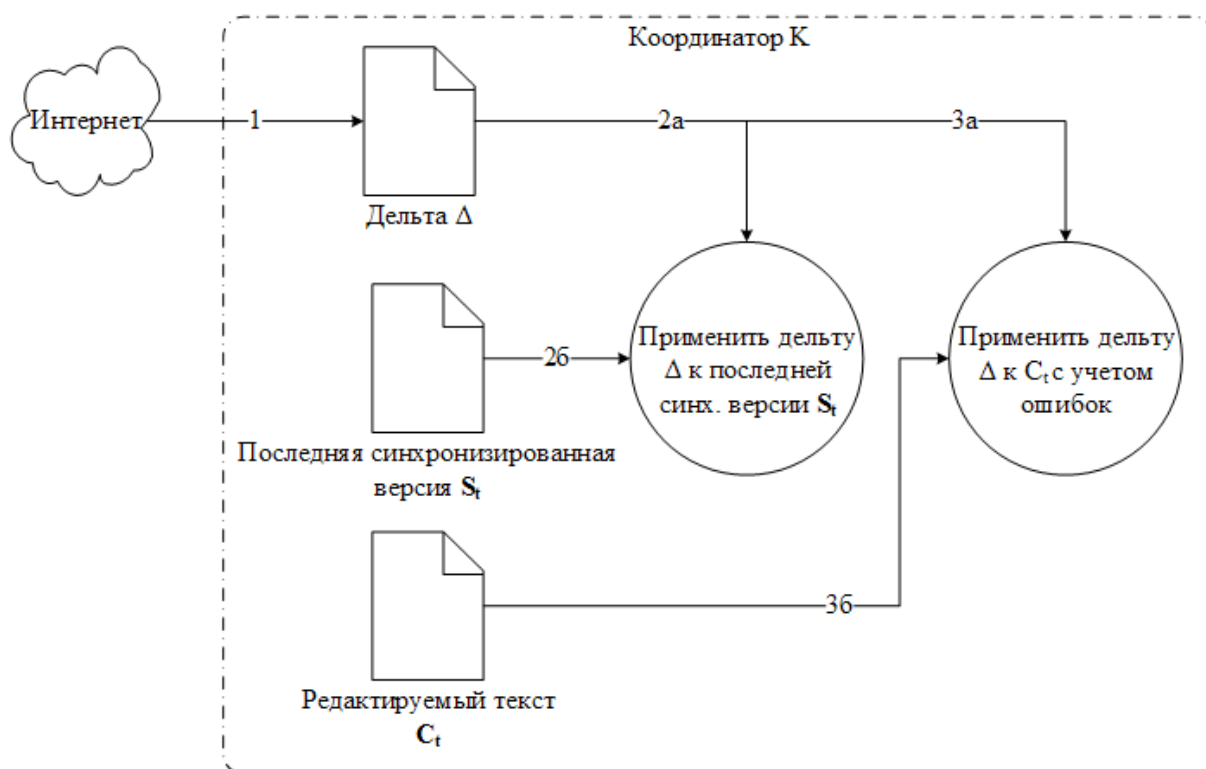 Координатор K
Интернет
1
2а
3а
Дельта Δ
Применить дельту
Δ к последней
синх. версии St
Применить дельту
Δ к Ct с учетом
ошибок
2б
Последняя синхронизированная
версия St
3б
Редактируемый текст
Ct